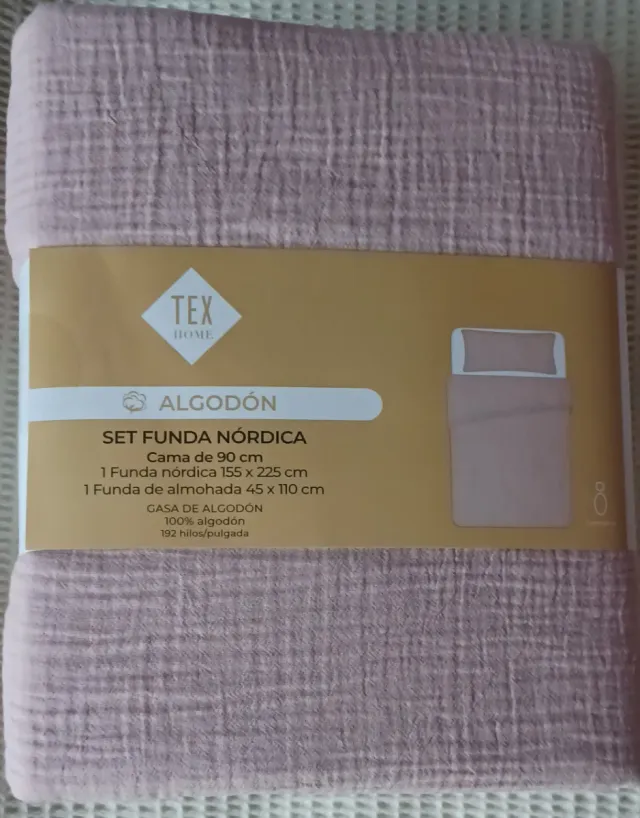 TEX
HOME
ALGODÓN
SET FUNDA NÓRDICA
Cama de 90 cm
1 Funda nórdica 155 x 225 cm
1 Funda de almohada 45 x 110 cm
GASA DE ALGODÓN
100% algodón
192 hilos/pulgada